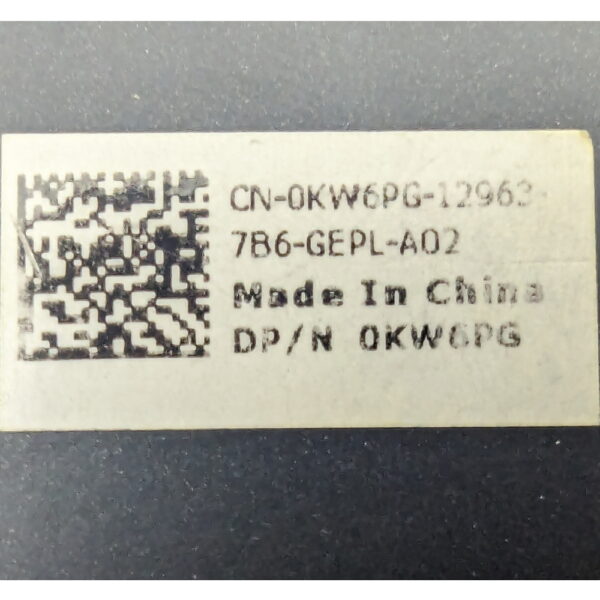 CN-0KW6PG-12963-
7B6-GEPL-A02
Made In China
DP/N 0KW6PG